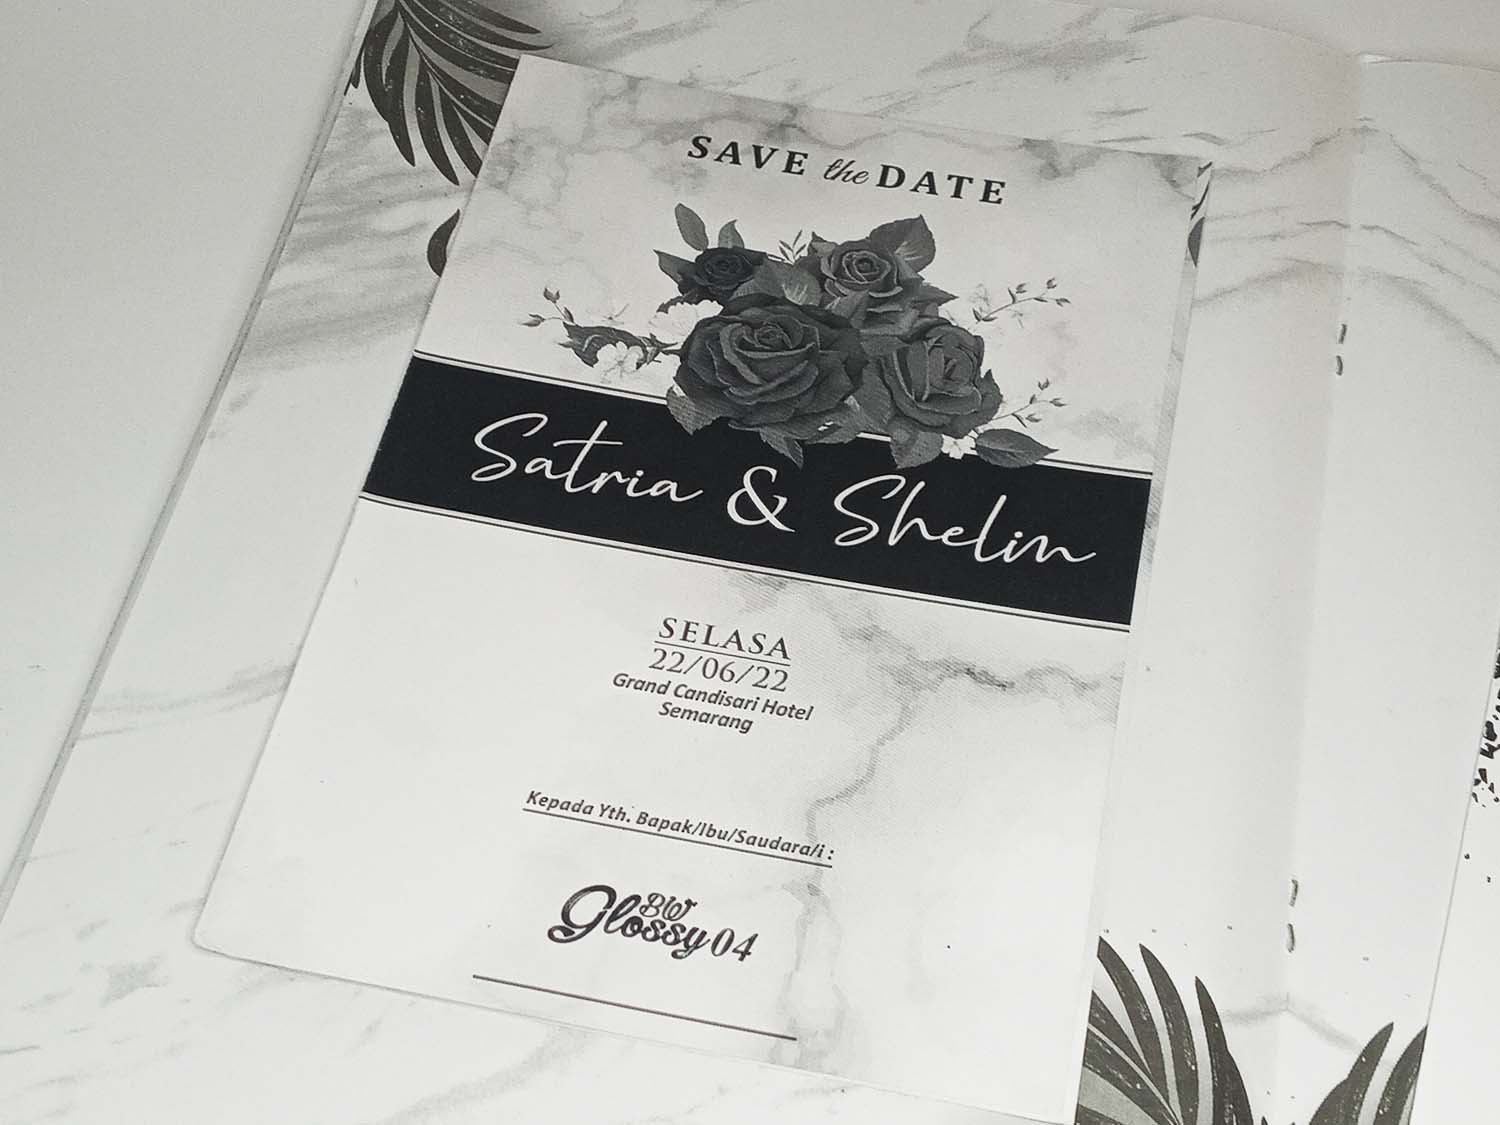 SAVE the DATE
Satria & Shelin
SELASA
22/06/22
Grand Candisari Hotel
Semarang
Kepada Yth. Bapak/Ibu/Saudara/i :
BW
Glossy 04